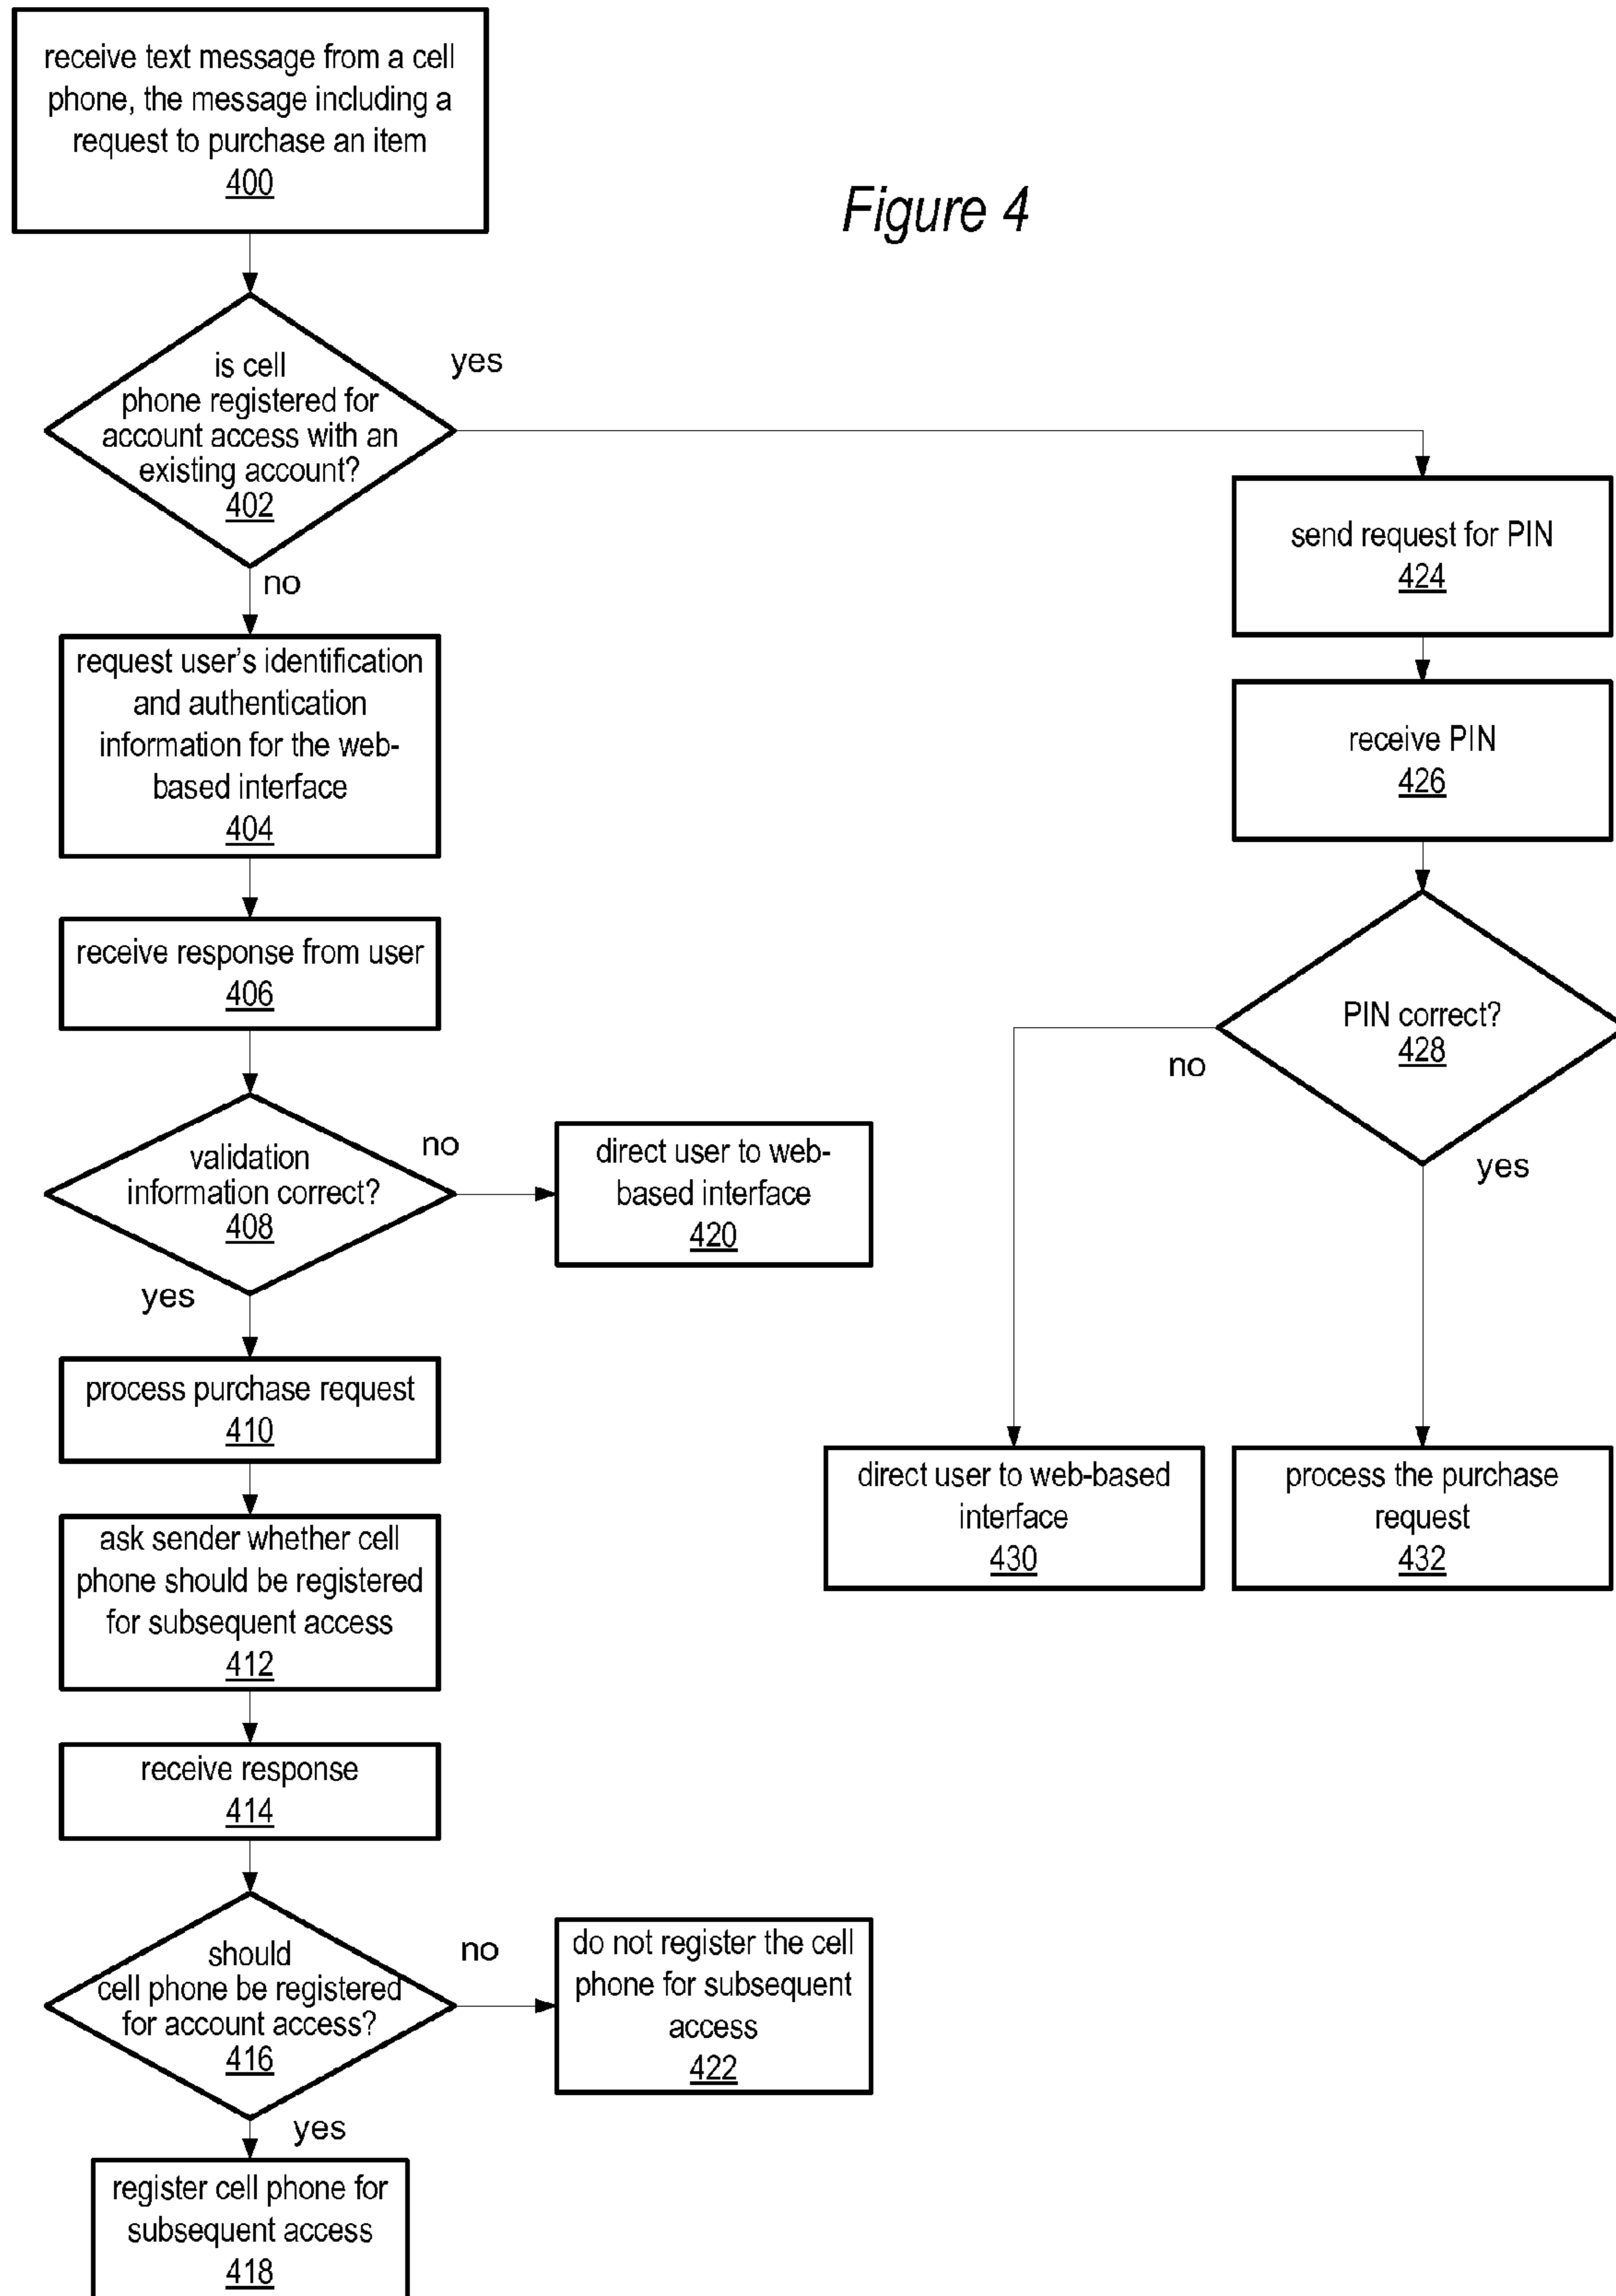 receive text message from a cell
phone, the message including a
request to purchase an item
400
Figure 4
is cell
phone registered for
account access with an
existing account?
402
yes
no
request user's identification
and authentication
information for the web-
based interface
404
receive response from user
406
validation
information correct?
408
no
direct user to web-
based interface
420
yes
process purchase request
410
ask sender whether cell
phone should be registered
for subsequent access
412
receive response
414
should
cell phone be registered
for account access?
416
no
do not register the cell
phone for subsequent
access
422
yes
register cell phone for
subsequent access
418
send request for PIN
424
receive PIN
426
PIN correct?
428
no
yes
direct user to web-based
interface
430
process the purchase
request
432